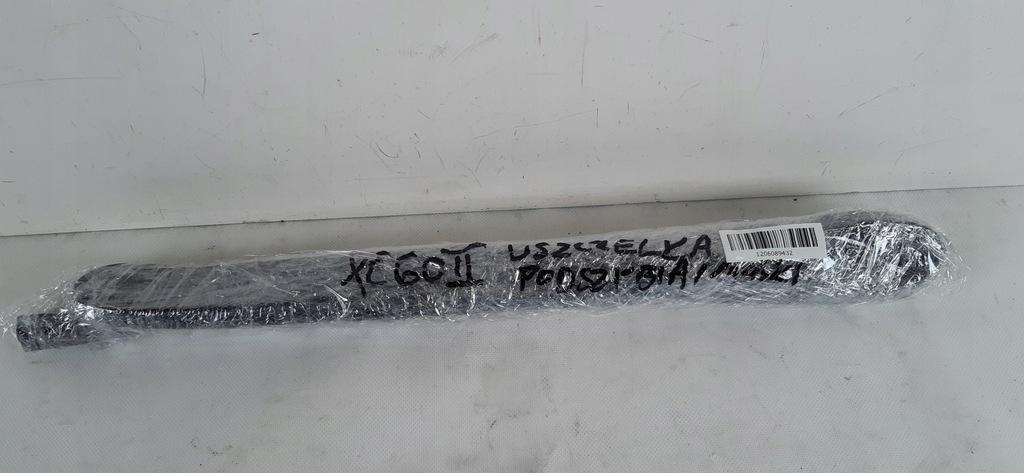 XC60 II
USZCZELKA
PODSZYBIA / MASKI
1206089432